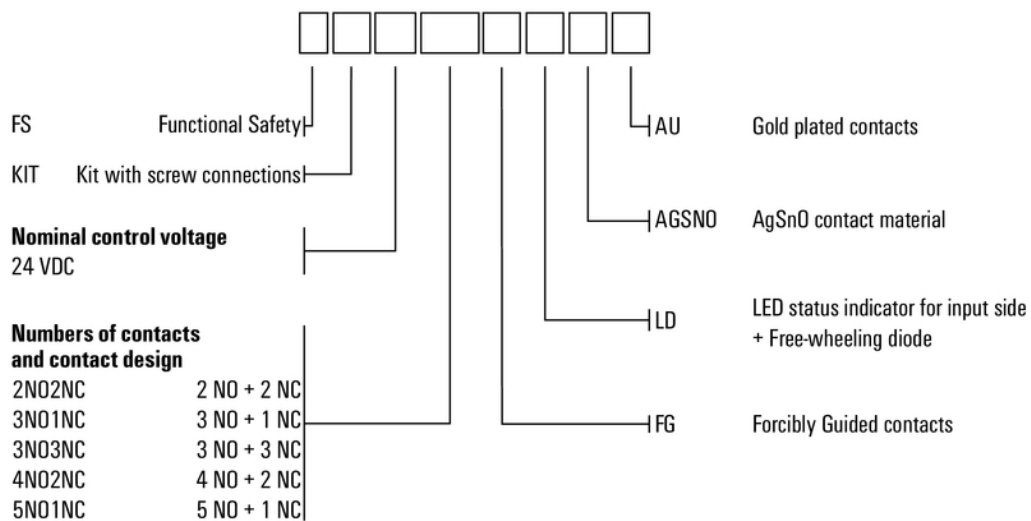 FS Functional Safety
KIT Kit with screw connections
Nominal control voltage
24 VDC
Numbers of contacts
and contact design
2NO2NC 2 NO + 2 NC
3NO1NC 3 NO + 1 NC
3NO3NC 3 NO + 3 NC
4NO2NC 4 NO + 2 NC
5NO1NC 5 NO + 1 NC
AU Gold plated contacts
AGSNO AgSnO contact material
LD LED status indicator for input side
+ Free-wheeling diode
FG Forcibly Guided contacts